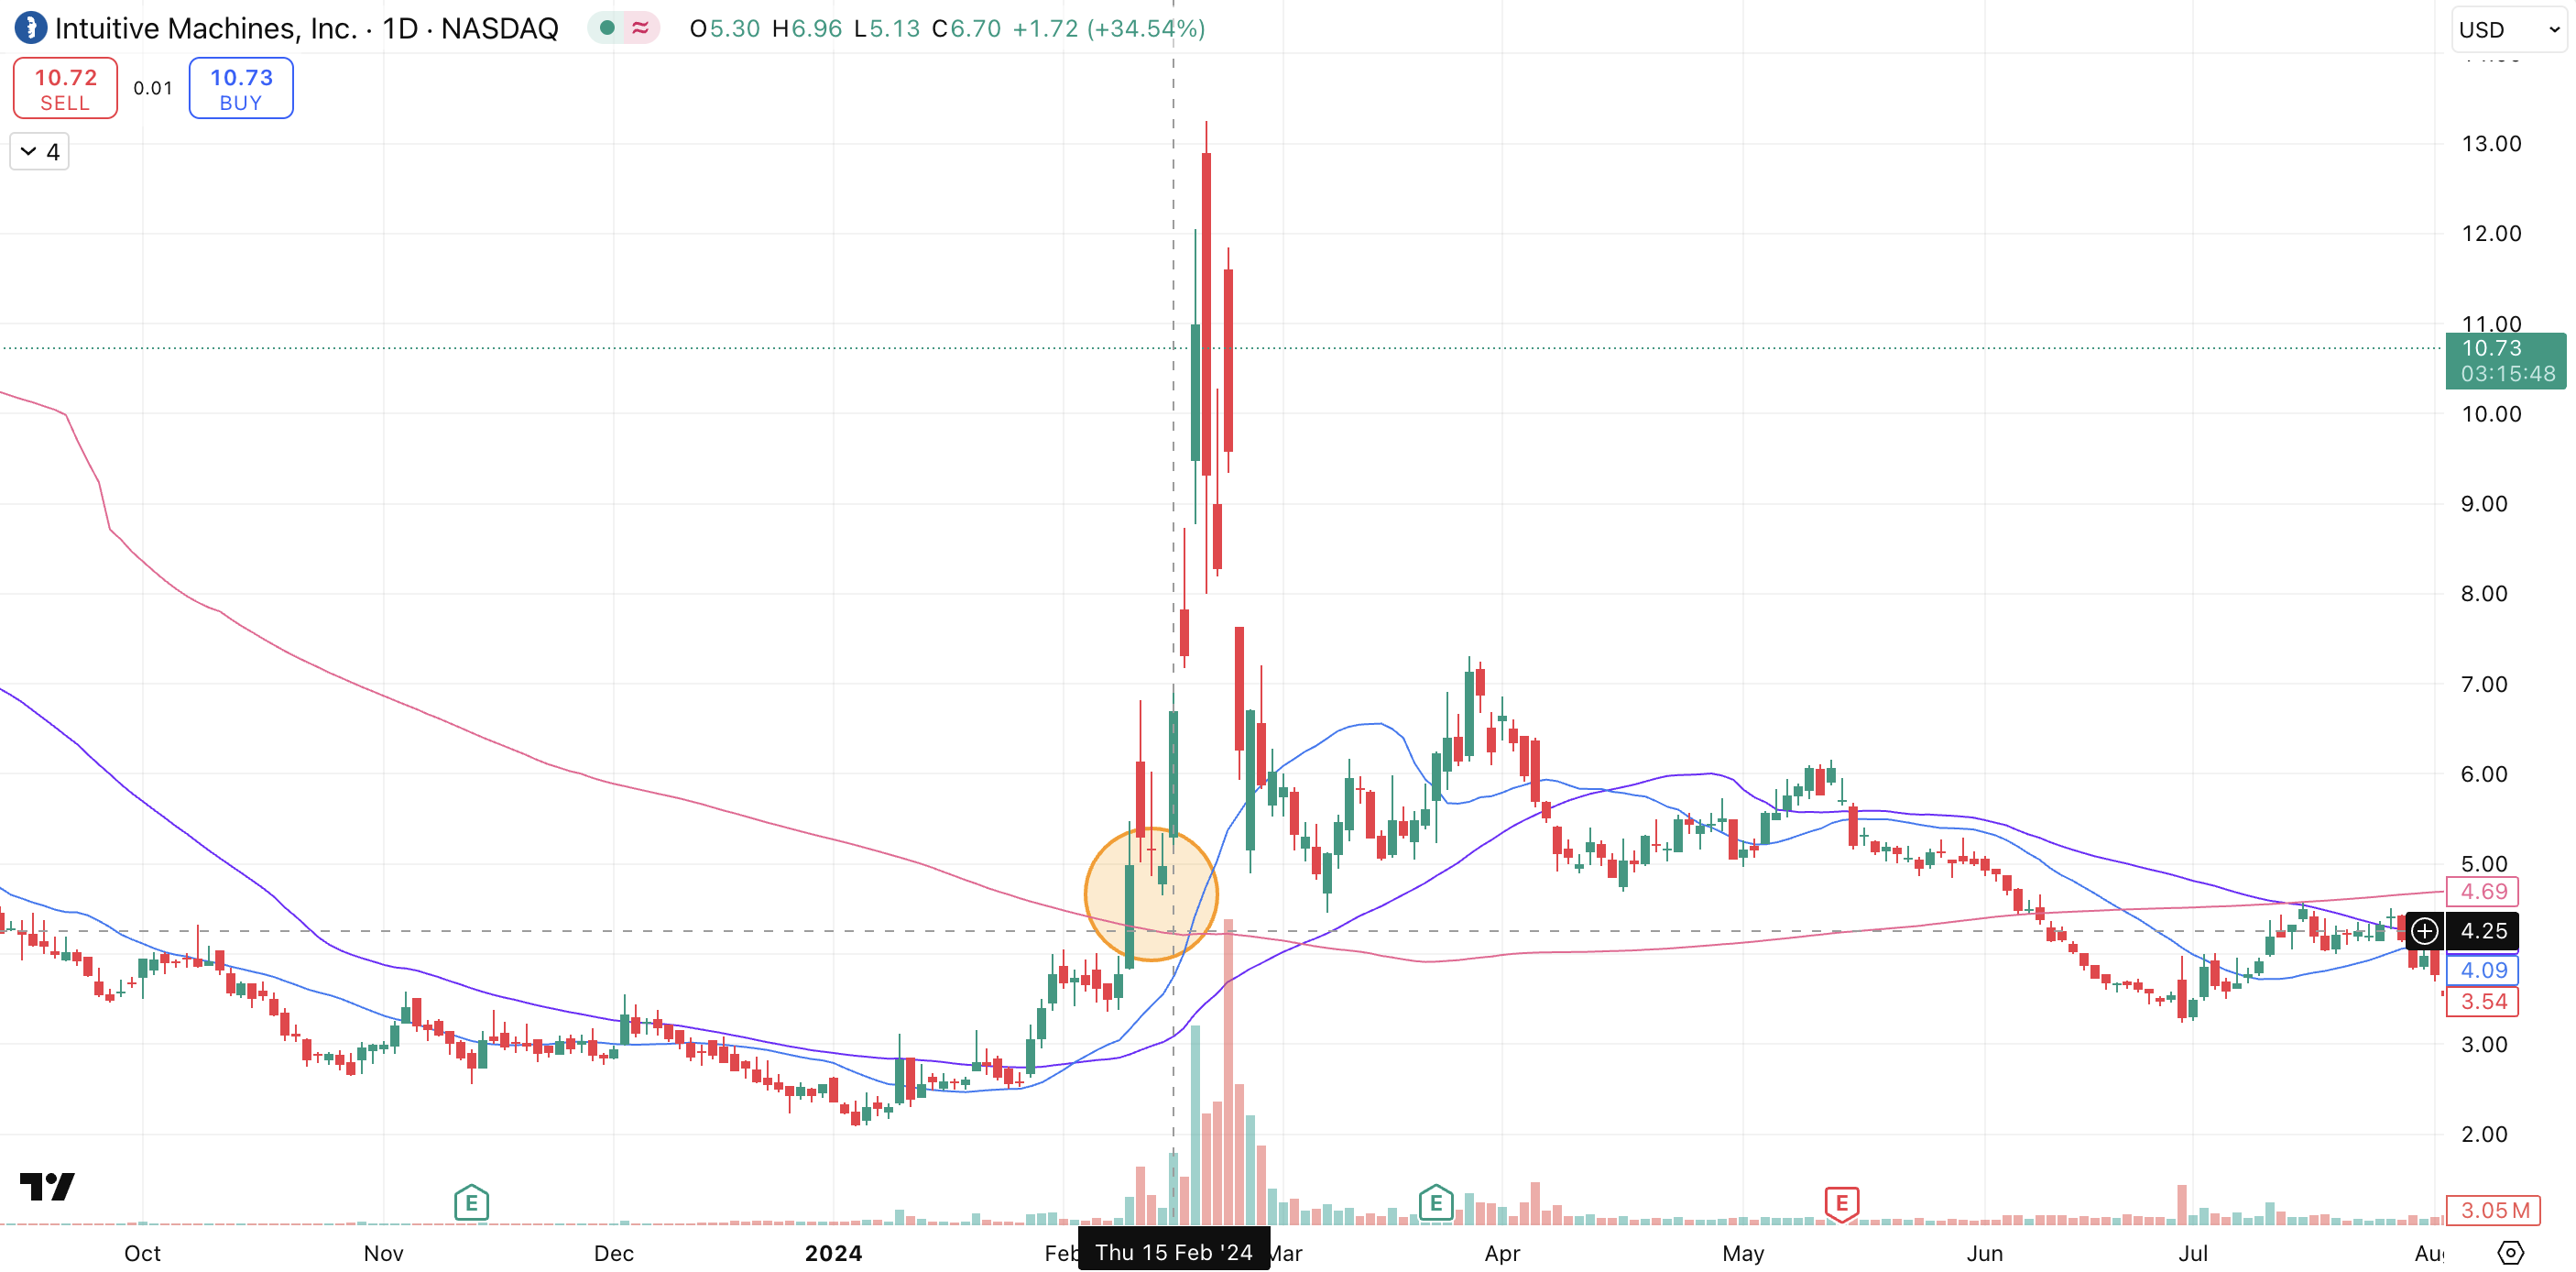 Intuitive Machines, Inc. · 1D · NASDAQ
O5.30 H6.96 L5.13 C6.70 +1.72 (+34.54%)
USD
10.72
SELL
0.01
10.73
BUY
4
13.00
12.00
11.00
10.73
03:15:48
10.00
9.00
8.00
7.00
6.00
5.00
4.69
4.25
4.09
3.54
3.00
2.00
3.05 M
E
E
E
Oct
Nov
Dec
2024
Feb
Thu 15 Feb '24
Mar
Apr
May
Jun
Jul
Aug